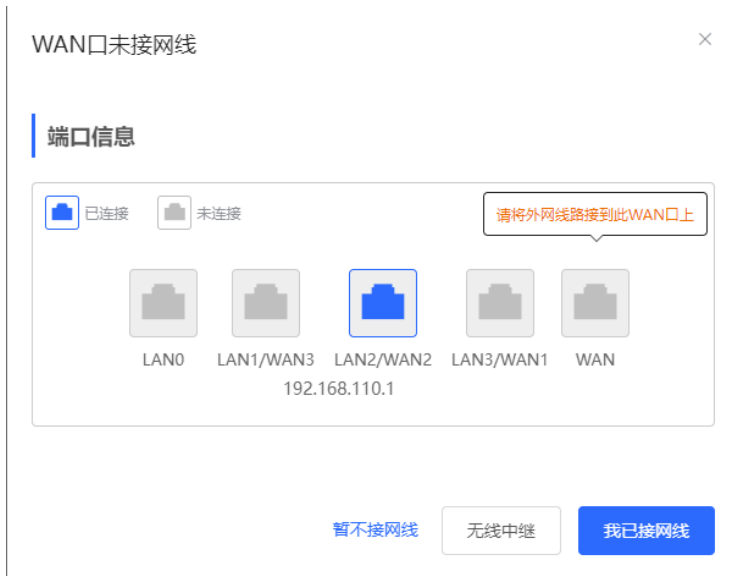 WAN口未接网线
×
端口信息
已连接 未连接 请将外网线路接到此WAN口上
LAN0 LAN1/WAN3 LAN2/WAN2 LAN3/WAN1 WAN
192.168.110.1
暂不接网线 无线中继 我已接网线